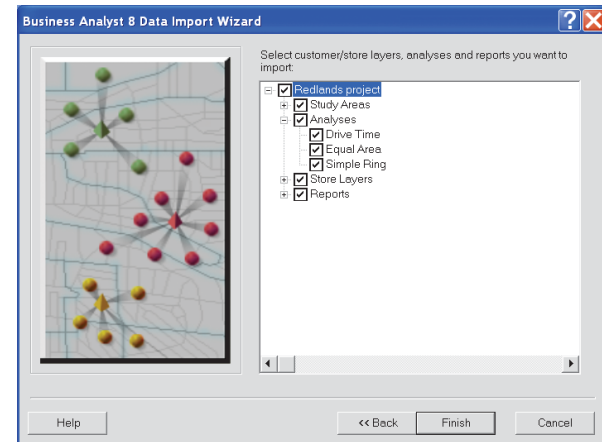 Business Analyst 8 Data Import Wizard
Select customer/store layers, analyses and reports you want to
import:
Redlands project
Study Areas
Analyses
Drive Time
Equal Area
Simple Ring
Store Layers
Reports
Help
<< Back
Finish
Cancel